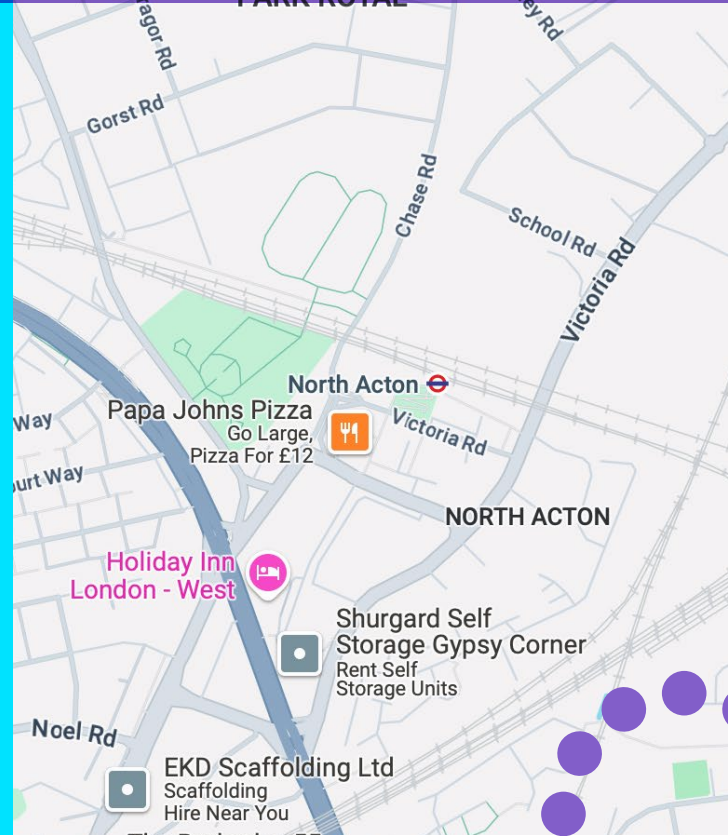 PARK ROYAL
Gorst Rd
Chase Rd
School Rd
Victoria Rd
North Acton
Papa Johns Pizza
Go Large,
Pizza For £12
Victoria Rd
Way
NORTH ACTON
Holiday Inn
London - West
Shurgard Self
Storage Gypsy Corner
Rent Self
Storage Units
Noel Rd
EKD Scaffolding Ltd
Scaffolding
Hire Near You